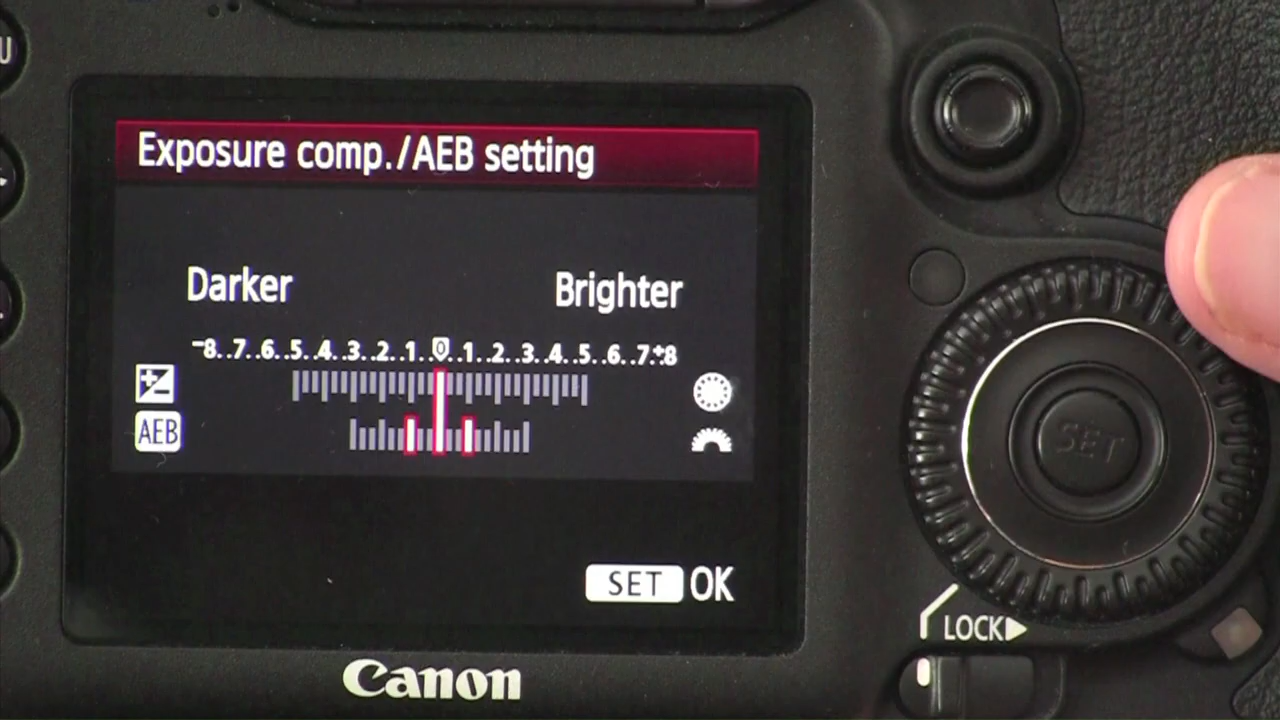 U
Exposure comp./AEB setting
Darker Brighter
-8..7..6..5..4..3..2..1..0..1..2..3..4..5..6..7..+8
AEB
SET
SET OK
LOCK
Canon